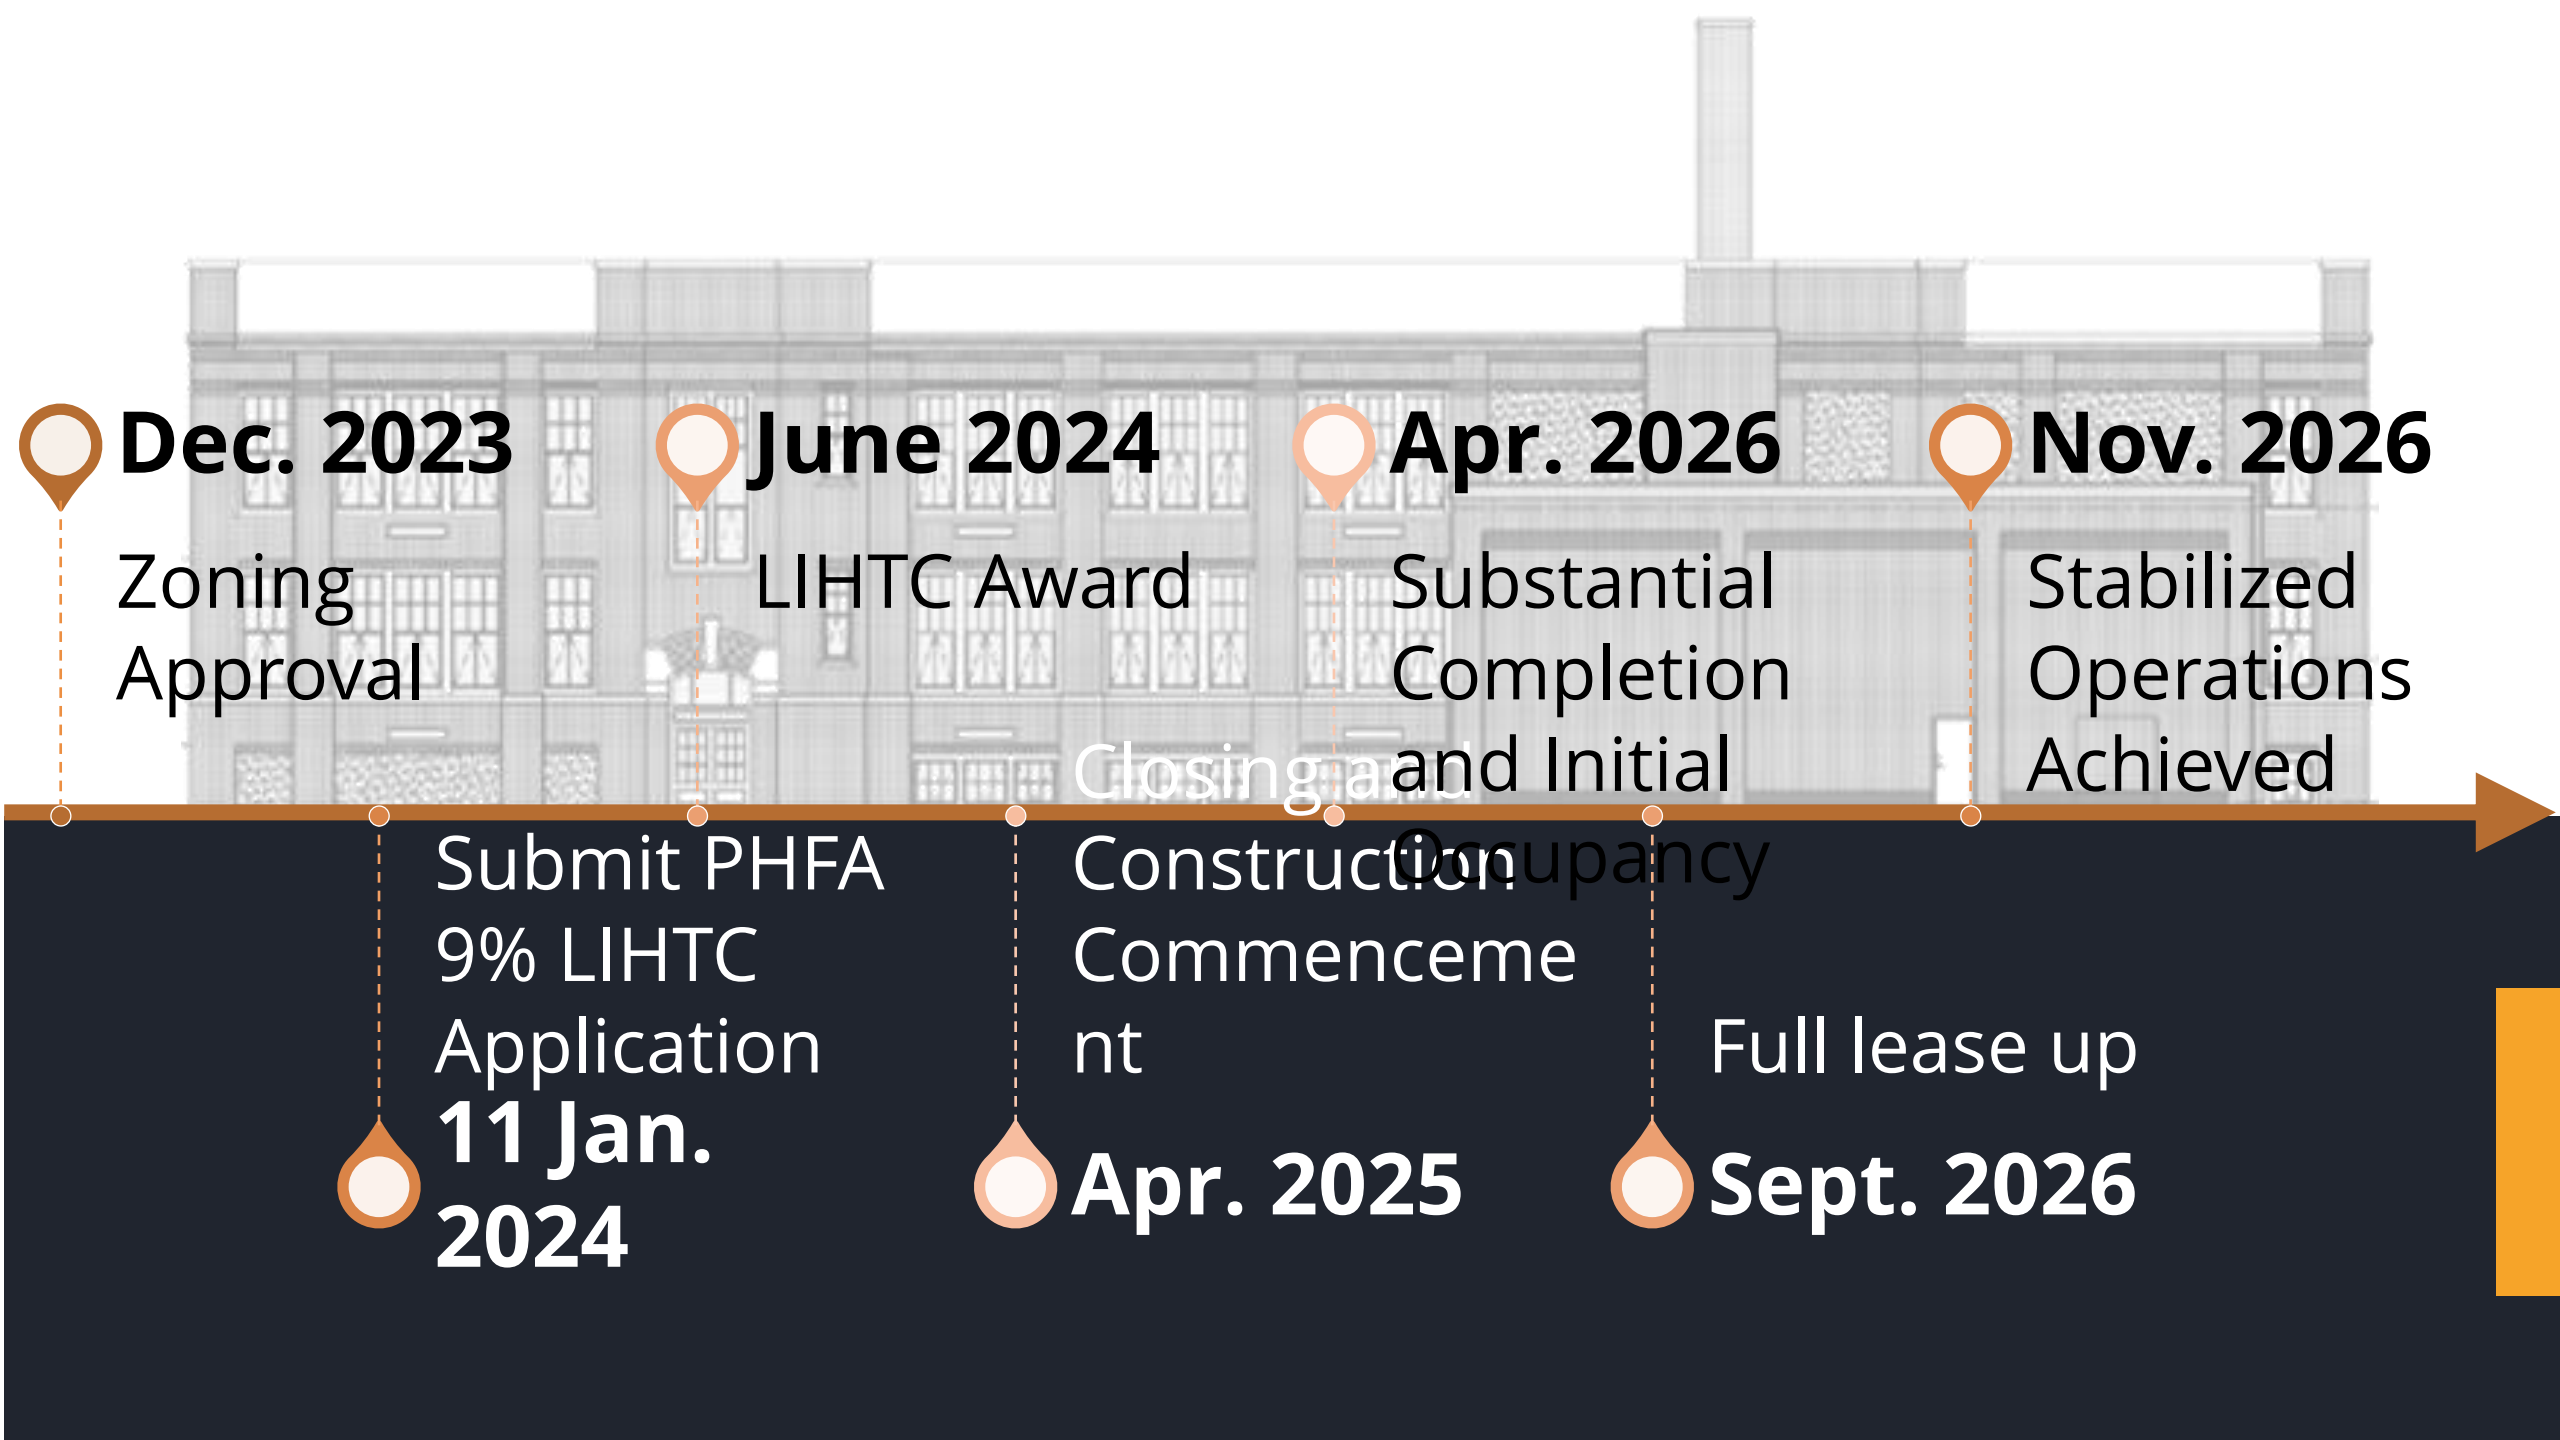 Dec. 2023
Zoning
Approval
11 Jan.
2024
Submit PHFA
9% LIHTC
Application
June 2024
LIHTC Award
Apr. 2025
Closing and
Construction
Commenceme
nt
Apr. 2026
Substantial
Completion
and Initial
Occupancy
Sept. 2026
Full lease up
Nov. 2026
Stabilized
Operations
Achieved